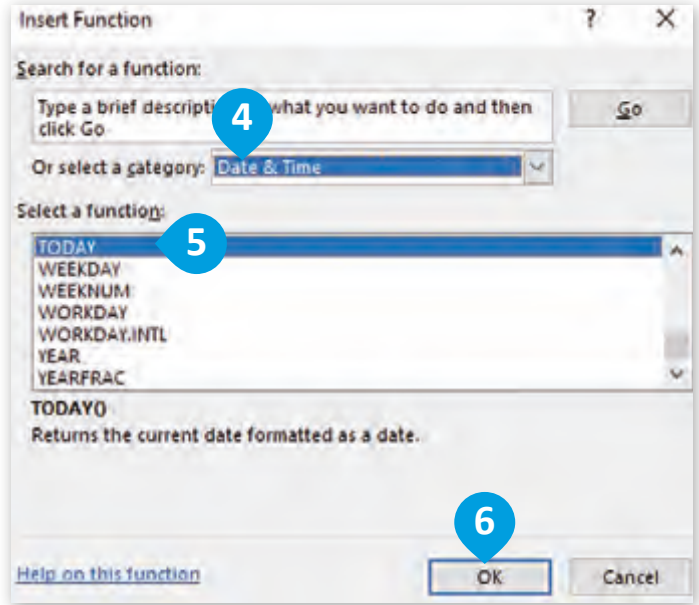 Insert Function ? X
Search for a function:
Type a brief descripti what you want to do and then
click Go
Go
4
Or select a category: Date & Time
Select a function:
TODAY
5
WEEKDAY
WEEKNUM
WORKDAY
WORKDAY.INTL
YEAR
YEARFRAC
TODAY()
Returns the current date formatted as a date.
6
Help on this function
OK
Cancel